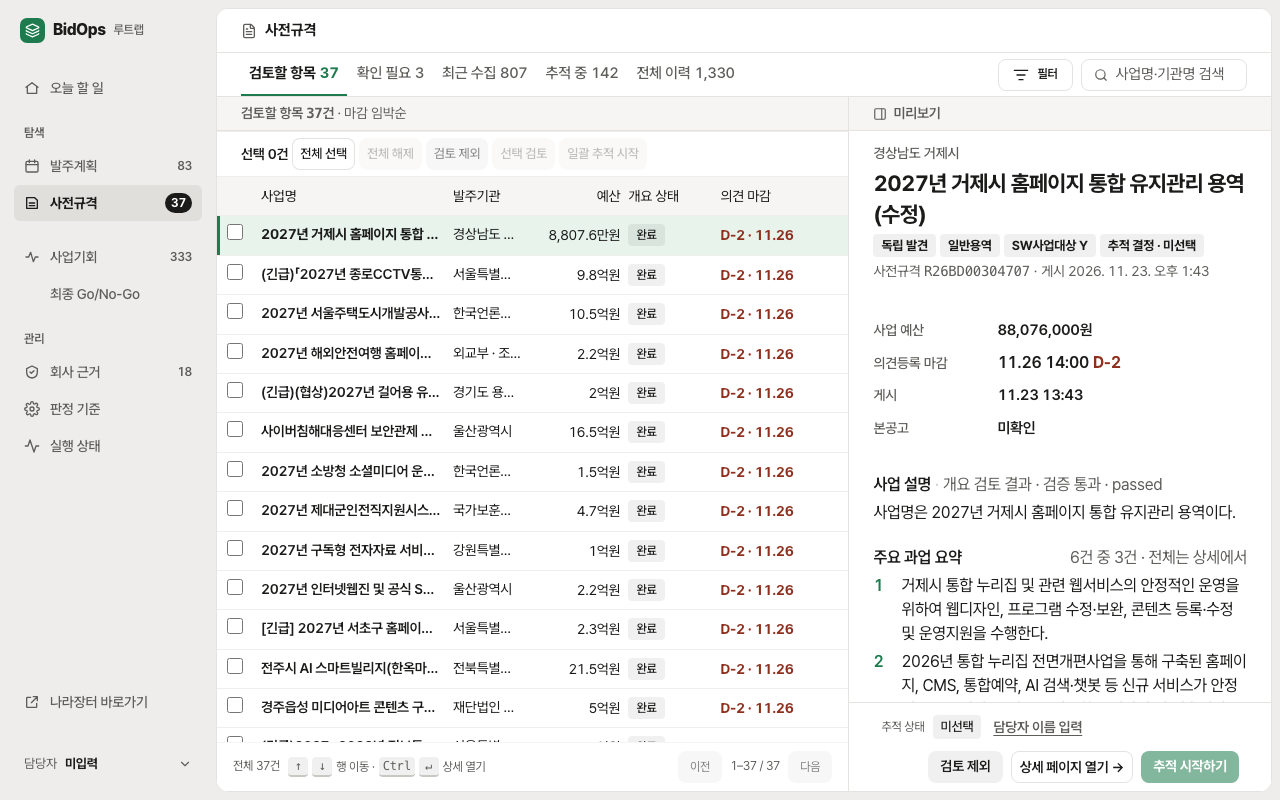 BidOps 루트랩
오늘 할 일
탐색
발주계획 83
사전규격 37
사업기회 333
최종 Go/No-Go
관리
회사 근거 18
판정 기준
실행 상태
나라장터 바로가기
담당자 미입력
사전규격
검토할 항목 37 확인 필요 3 최근 수집 807 추적 중 142 전체 이력 1,330
필터 사업명·기관명 검색
검토할 항목 37건 · 마감 임박순
선택 0건 전체 선택 전체 해제 검토 제외 선택 검토 일괄 추적 시작
사업명 발주기관 예산 개요 상태 의견 마감
2027년 거제시 홈페이지 통합 ... 경상남도 ... 8,807.6만원 완료 D-2 · 11.26
(긴급)「2027년 종로CCTV통... 서울특별... 9.8억원 완료 D-2 · 11.26
2027년 서울주택도시개발공사... 한국언론... 10.5억원 완료 D-2 · 11.26
2027년 해외안전여행 홈페이... 외교부 · 조... 2.2억원 완료 D-2 · 11.26
(긴급)(협상)2027년 걸어용 유... 경기도 용... 2억원 완료 D-2 · 11.26
사이버침해대응센터 보안관제 ... 울산광역시 16.5억원 완료 D-2 · 11.26
2027년 소방청 소셜미디어 운... 한국언론... 1.5억원 완료 D-2 · 11.26
2027년 제대군인전직지원시스... 국가보훈... 4.7억원 완료 D-2 · 11.26
2027년 구독형 전자자료 서비... 강원특별... 1억원 완료 D-2 · 11.26
2027년 인터넷웹진 및 공식 S... 울산광역시 2.2억원 완료 D-2 · 11.26
[긴급] 2027년 서초구 홈페이... 서울특별... 2.3억원 완료 D-2 · 11.26
전주시 AI 스마트빌리지(한옥마... 전북특별... 21.5억원 완료 D-2 · 11.26
경주읍성 미디어아트 콘텐츠 구... 재단법인 ... 5억원 완료 D-2 · 11.26
전체 37건 ↑ ↓ 행 이동 · Ctrl ↵ 상세 열기 이전 1–37 / 37 다음
미리보기
경상남도 거제시
2027년 거제시 홈페이지 통합 유지관리 용역
(수정)
독립 발견 일반용역 SW사업대상 Y 추적 결정 · 미선택
사전규격 R26BD00304707 · 게시 2026. 11. 23. 오후 1:43
사업 예산 88,076,000원
의견등록 마감 11.26 14:00 D-2
게시 11.23 13:43
본공고 미확인
사업 설명 · 개요 검토 결과 · 검증 통과 · passed
사업명은 2027년 거제시 홈페이지 통합 유지관리 용역이다.
주요 과업 요약 6건 중 3건 · 전체는 상세에서
1 거제시 통합 누리집 및 관련 웹서비스의 안정적인 운영을
위하여 웹디자인, 프로그램 수정·보완, 콘텐츠 등록·수정
및 운영지원을 수행한다.
2 2026년 통합 누리집 전면개편사업을 통해 구축된 홈페이
지, CMS, 통합예약, AI 검색·챗봇 등 신규 서비스가 안정
추적 상태 미선택 담당자 이름 입력
검토 제외 상세 페이지 열기 → 추적 시작하기